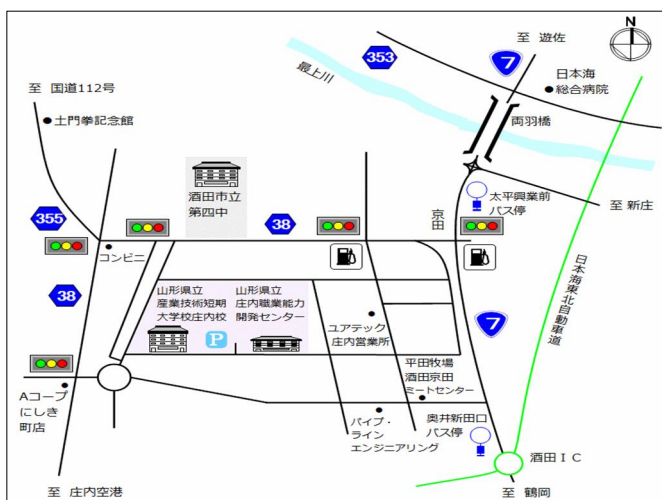 N
至 遊佐
353
7
最上川
日本海
総合病院
至 国道112号
両羽橋
土門拳記念館
酒田市立
第四中
太平興業前
バス停
至 新庄
355
38
京田
コンビニ
38
山形県立
産業技術短期
大学校庄内校
山形県立
庄内職業能力
開発センター
P
7
日本海東北自動車道
ユアテック
庄内営業所
平田牧場
酒田京田
ミートセンター
Aコープ
にしき
町店
パイプ・
ライン
エンジニアリング
奥井新田口
バス停
酒田IC
至 庄内空港
至 鶴岡